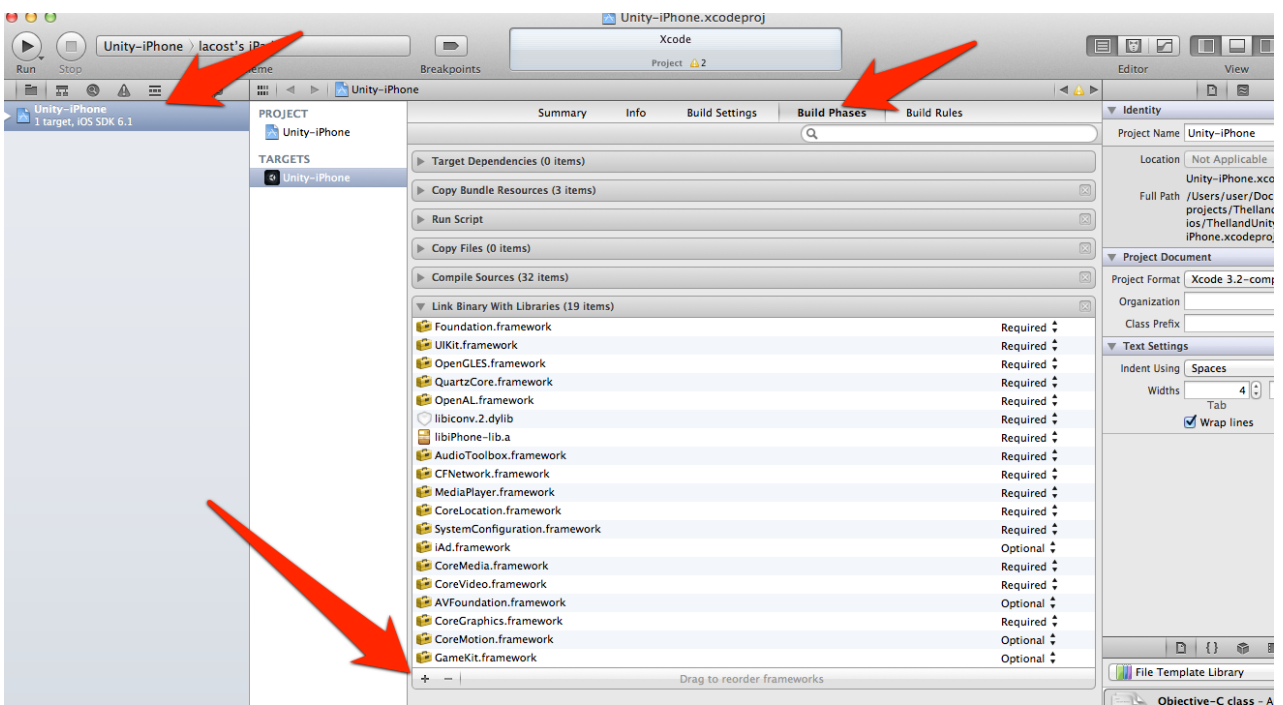 Unity-iPhone.xcodeproj
Unity-iPhone
lacost's
Xcode
Project
2
Run
Stop
Breakpoints
Editor
View
Unity-iPhone
1 target, iOS SDK 6.1
Unity-iPhone
PROJECT
Unity-iPhone
TARGETS
Unity-iPhone
Summary
Info
Build Settings
Build Phases
Build Rules
Target Dependencies (0 items)
Copy Bundle Resources (3 items)
Run Script
Copy Files (0 items)
Compile Sources (32 items)
Link Binary With Libraries (19 items)
Foundation.framework Required
UIKit.framework Required
OpenGLES.framework Required
QuartzCore.framework Required
OpenAL.framework Required
libiconv.2.dylib Required
libiPhone-lib.a Required
AudioToolbox.framework Required
CFNetwork.framework Required
MediaPlayer.framework Required
CoreLocation.framework Required
SystemConfiguration.framework Required
iAd.framework Optional
CoreMedia.framework Required
CoreVideo.framework Required
AVFoundation.framework Optional
CoreGraphics.framework Required
CoreMotion.framework Optional
GameKit.framework Optional
+ −
Drag to reorder frameworks
Identity
Project Name Unity-iPhone
Location Not Applicable
Unity-iPhone.xco
Full Path /Users/user/Doc
projects/Thelland
ios/ThellandUnity
iPhone.xcodeproj
Project Document
Project Format Xcode 3.2-comp
Organization
Class Prefix
Text Settings
Indent Using Spaces
Widths 4
Tab
Wrap lines
{}
File Template Library
Objective-C class - A